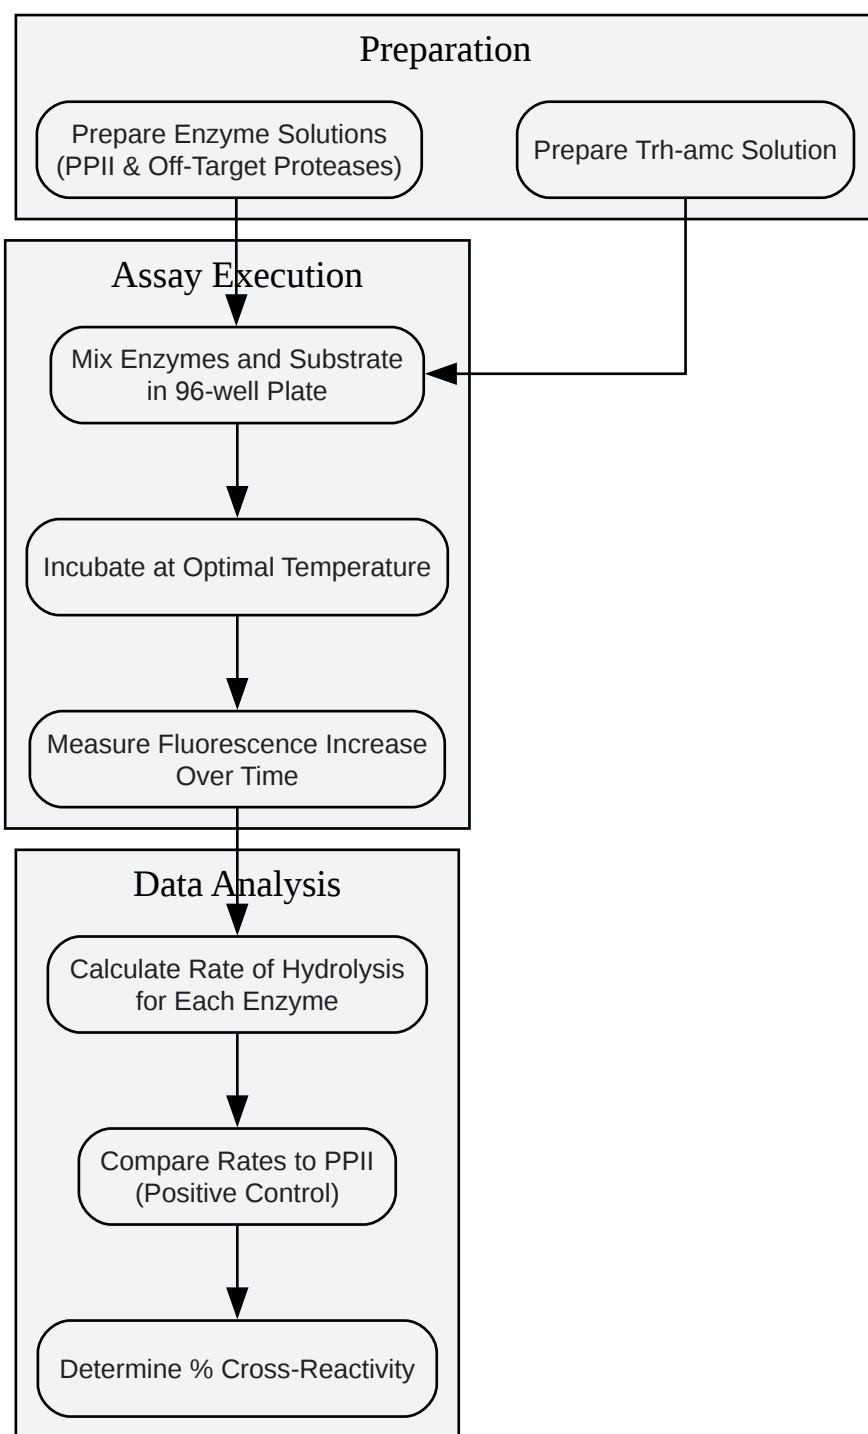 Preparation
Prepare Enzyme Solutions
(PPII & Off-Target Proteases)
Prepare Trh-amc Solution
Assay Execution
Mix Enzymes and Substrate
in 96-well Plate
Incubate at Optimal Temperature
Measure Fluorescence Increase
Over Time
Data Analysis
Calculate Rate of Hydrolysis
for Each Enzyme
Compare Rates to PPII
(Positive Control)
Determine % Cross-Reactivity